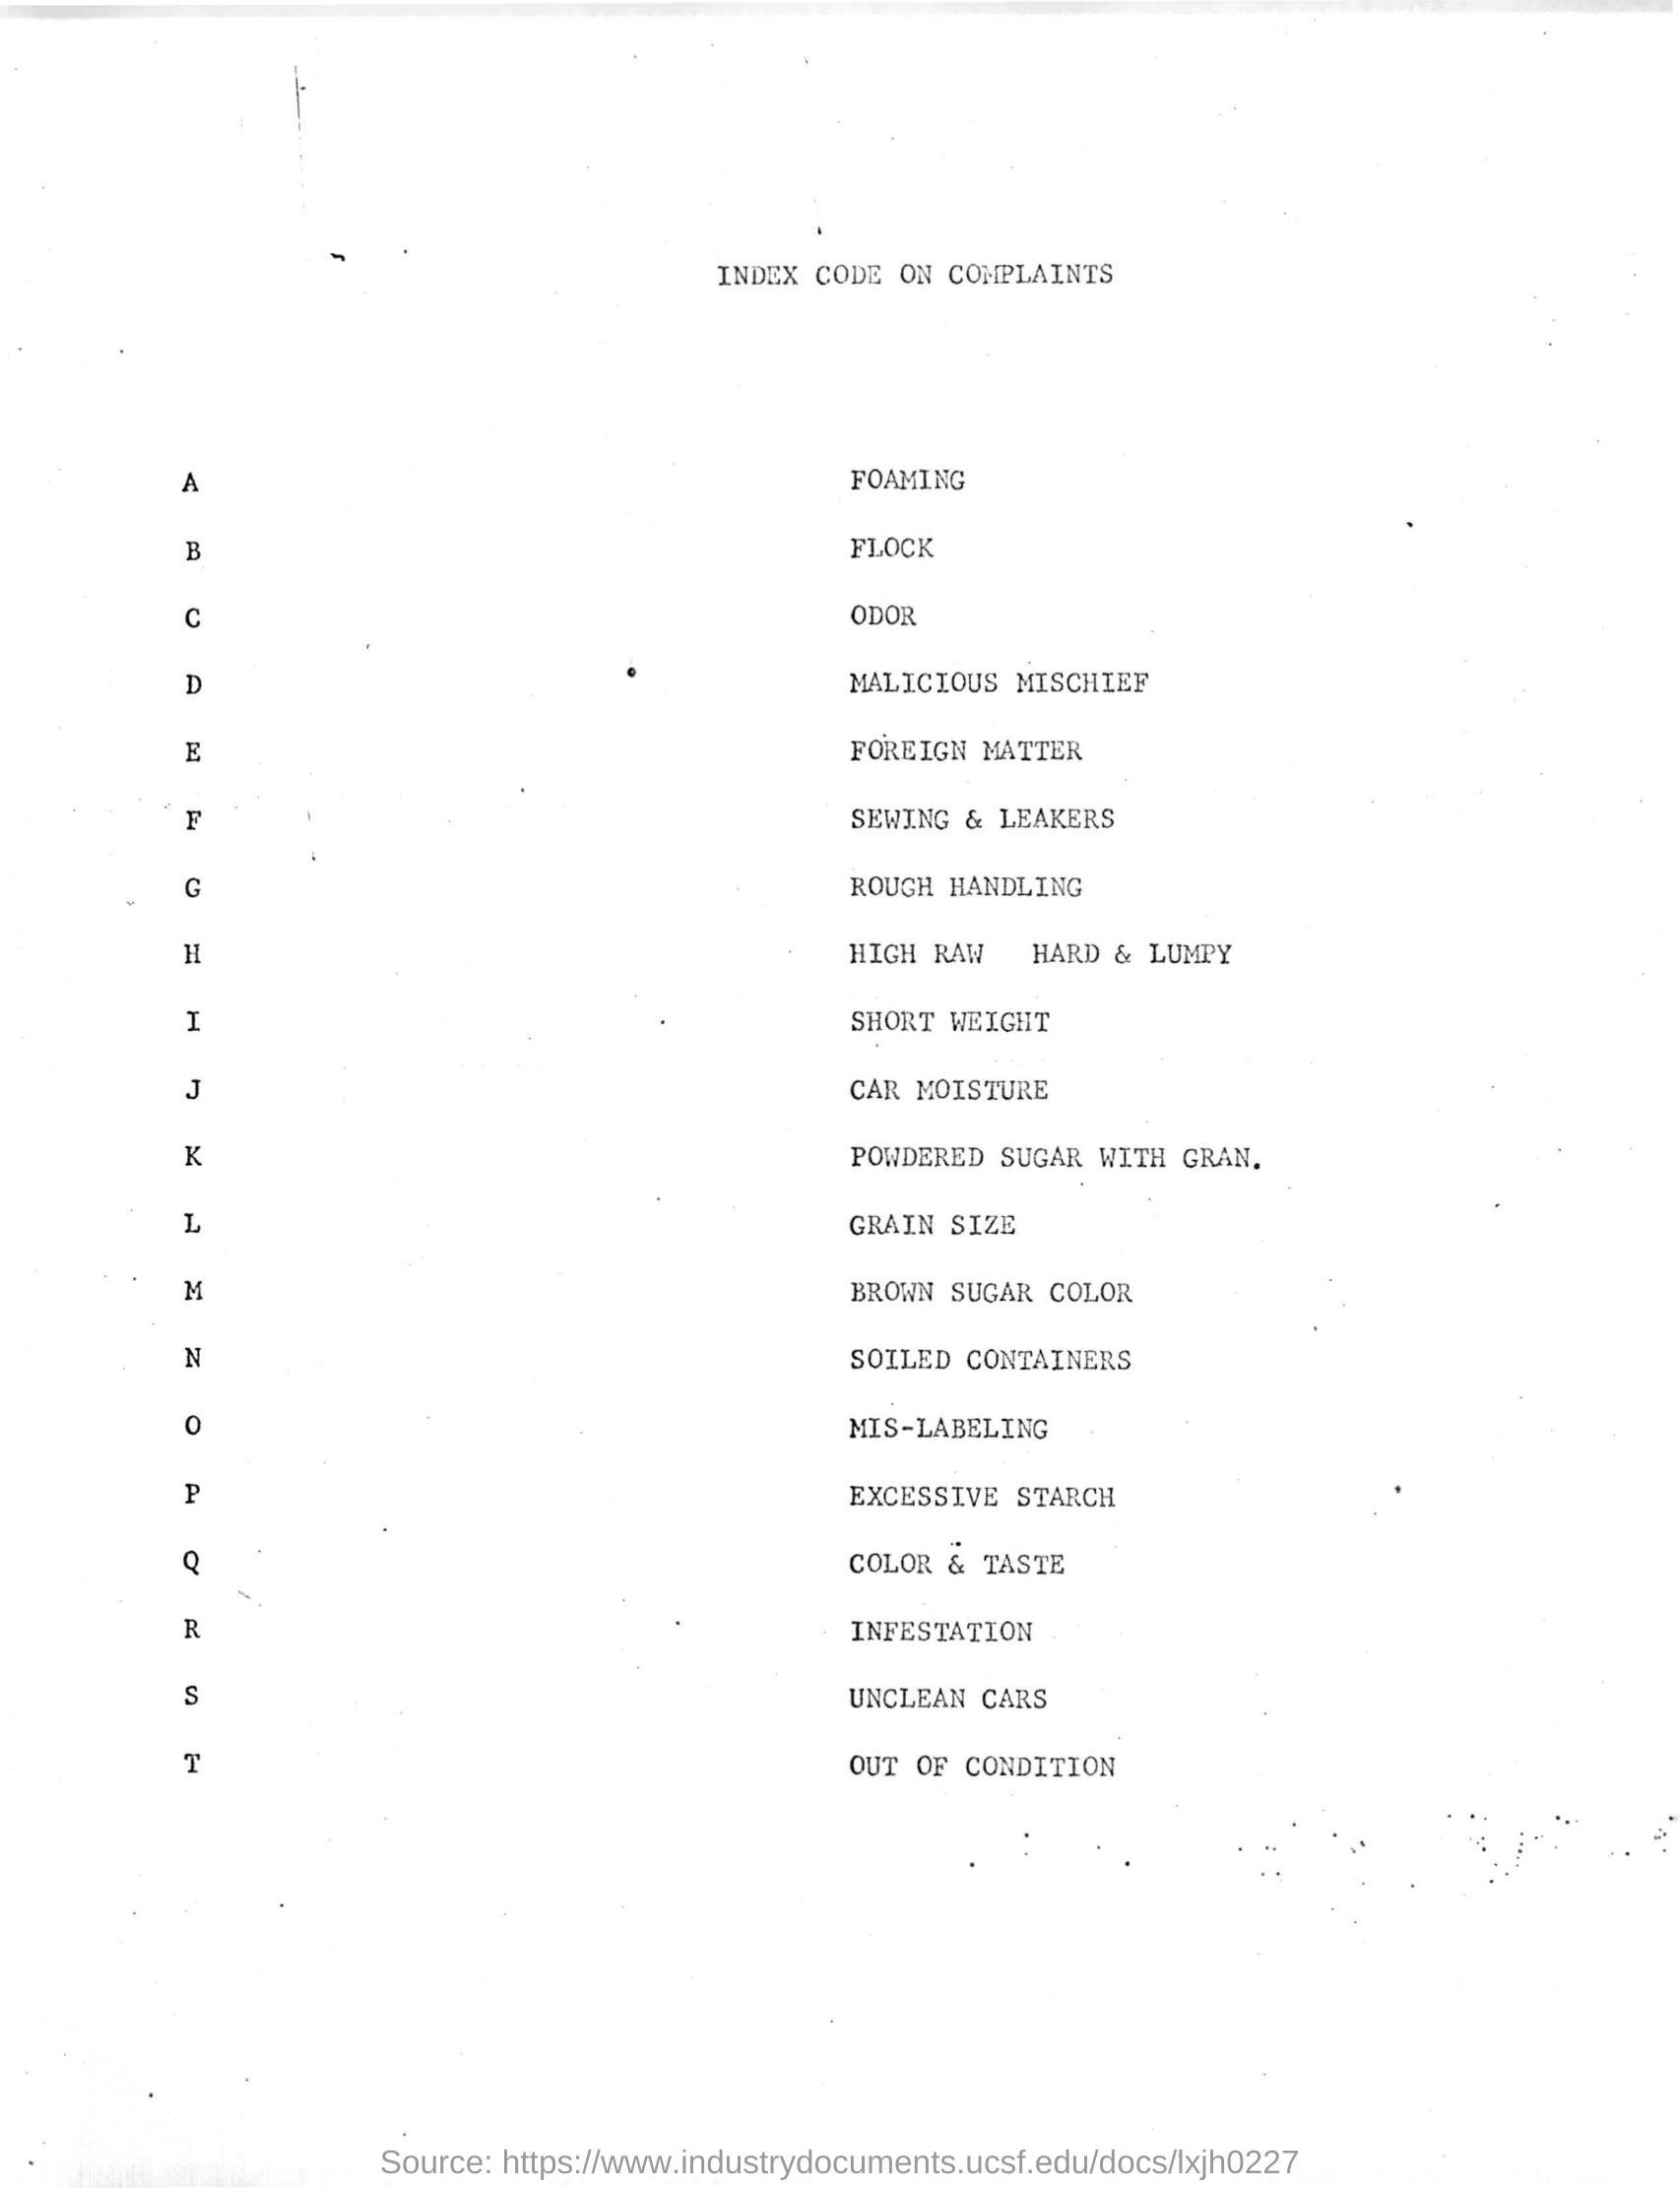 INDEX CODE ON COMPLAINTS
A FOAMING
B FLOCK
C ODOR
D MALICIOUS MISCHIEF
E FOREIGN MATTER
F SEWING & LEAKERS
G ROUGH HANDLING
H HIGH RAW HARD & LUMPY
I SHORT WEIGHT
J CAR MOISTURE
K POWDERED SUGAR WITH GRAN.
L GRAIN SIZE
M BROWN SUGAR COLOR
N SOILED CONTAINERS
O MIS-LABELING
P EXCESSIVE STARCH
Q COLOR & TASTE
R INFESTATION
S UNCLEAN CARS
T OUT OF CONDITION
Source: https://www.industrydocuments.ucsf.edu/docs/lxjh0227